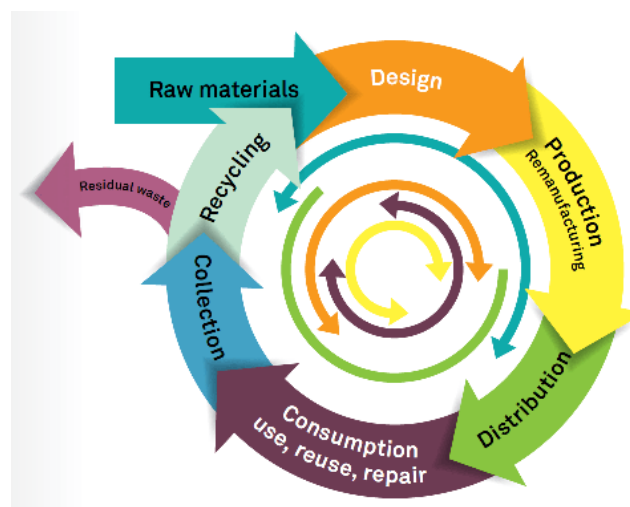 Raw materials
Design
Production
Remanufacturing
Distribution
Consumption
use, reuse, repair
Collection
Recycling
Residual waste